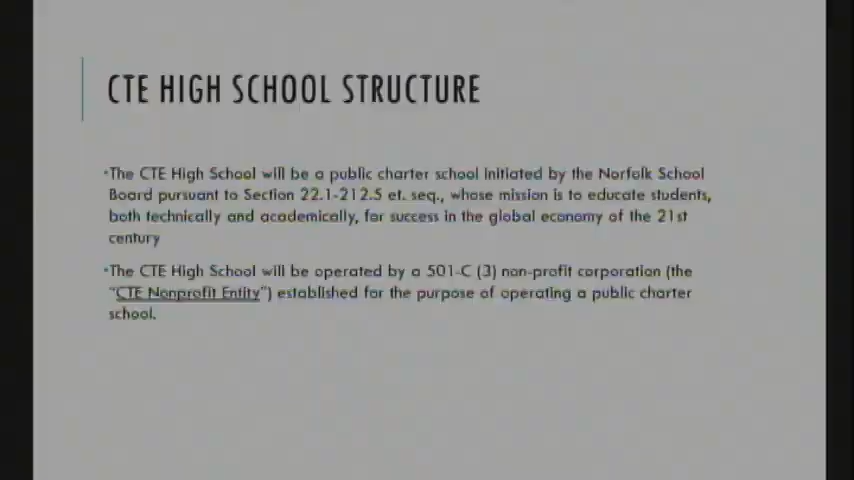 CTE HIGH SCHOOL STRUCTURE
•The CTE High School will be a public charter school initiated by the Norfolk School
Board pursuant to Section 22.1-212.5 et. seq., whose mission is to educate students,
both technically and academically, for success in the global economy of the 21st
century
•The CTE High School will be operated by a 501-C (3) non-profit corporation (the
"CTE Nonprofit Entity") established for the purpose of operating a public charter
school.